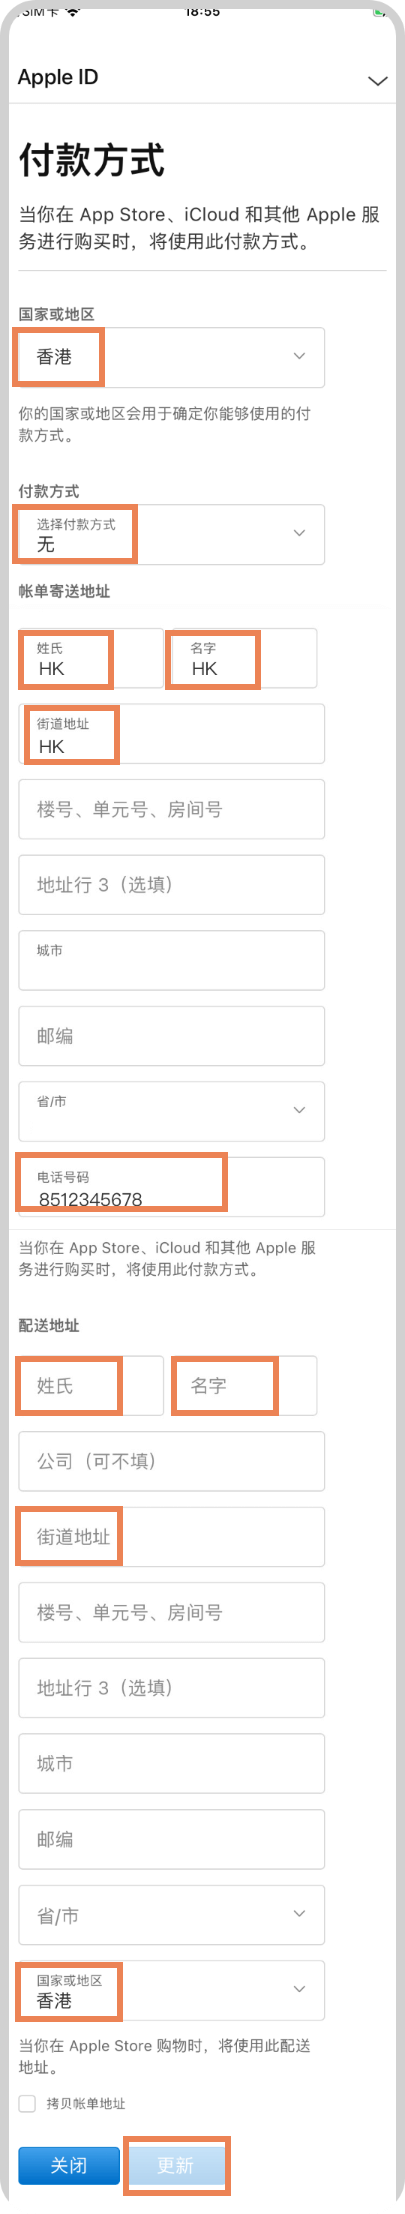 SIM卡 18:55
Apple ID
付款方式
当你在 App Store、iCloud 和其他 Apple 服
务进行购买时，将使用此付款方式。
国家或地区
香港
你的国家或地区会用于确定你能够使用的付
款方式。
付款方式
选择付款方式
无
帐单寄送地址
姓氏 名字
HK HK
街道地址
HK
楼号、单元号、房间号
地址行 3（选填）
城市
邮编
省/市
电话号码
8512345678
当你在 App Store、iCloud 和其他 Apple 服
务进行购买时，将使用此付款方式。
配送地址
姓氏 名字
公司（可不填）
街道地址
楼号、单元号、房间号
地址行 3（选填）
城市
邮编
省/市
国家或地区
香港
当你在 Apple Store 购物时，将使用此配送
地址。
拷贝帐单地址
关闭 更新